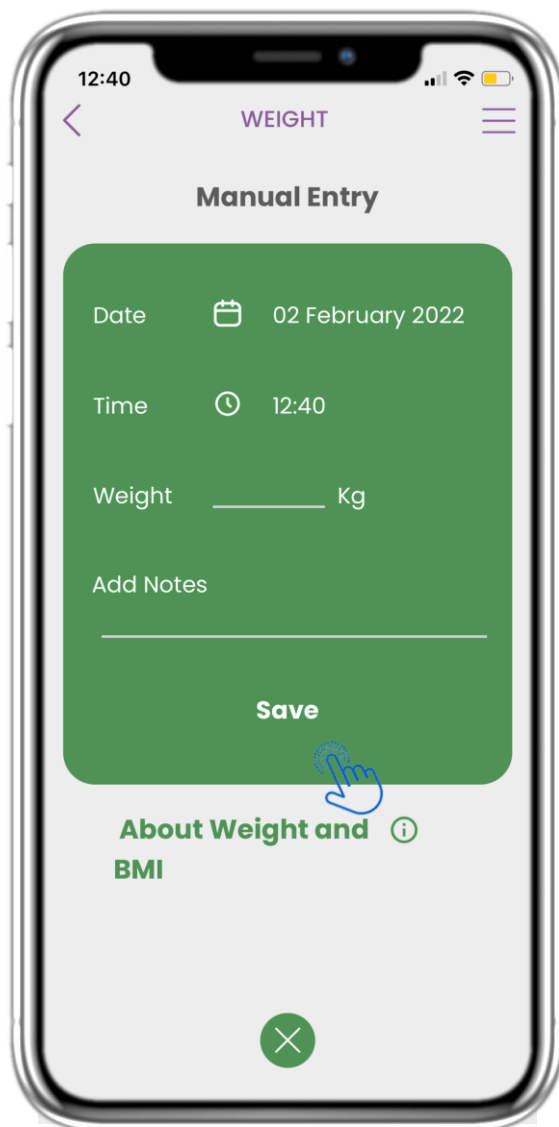 12:40
WEIGHT
Manual Entry
Date 02 February 2022
Time 12:40
Weight Kg
Add Notes
Save
About Weight and
BMI